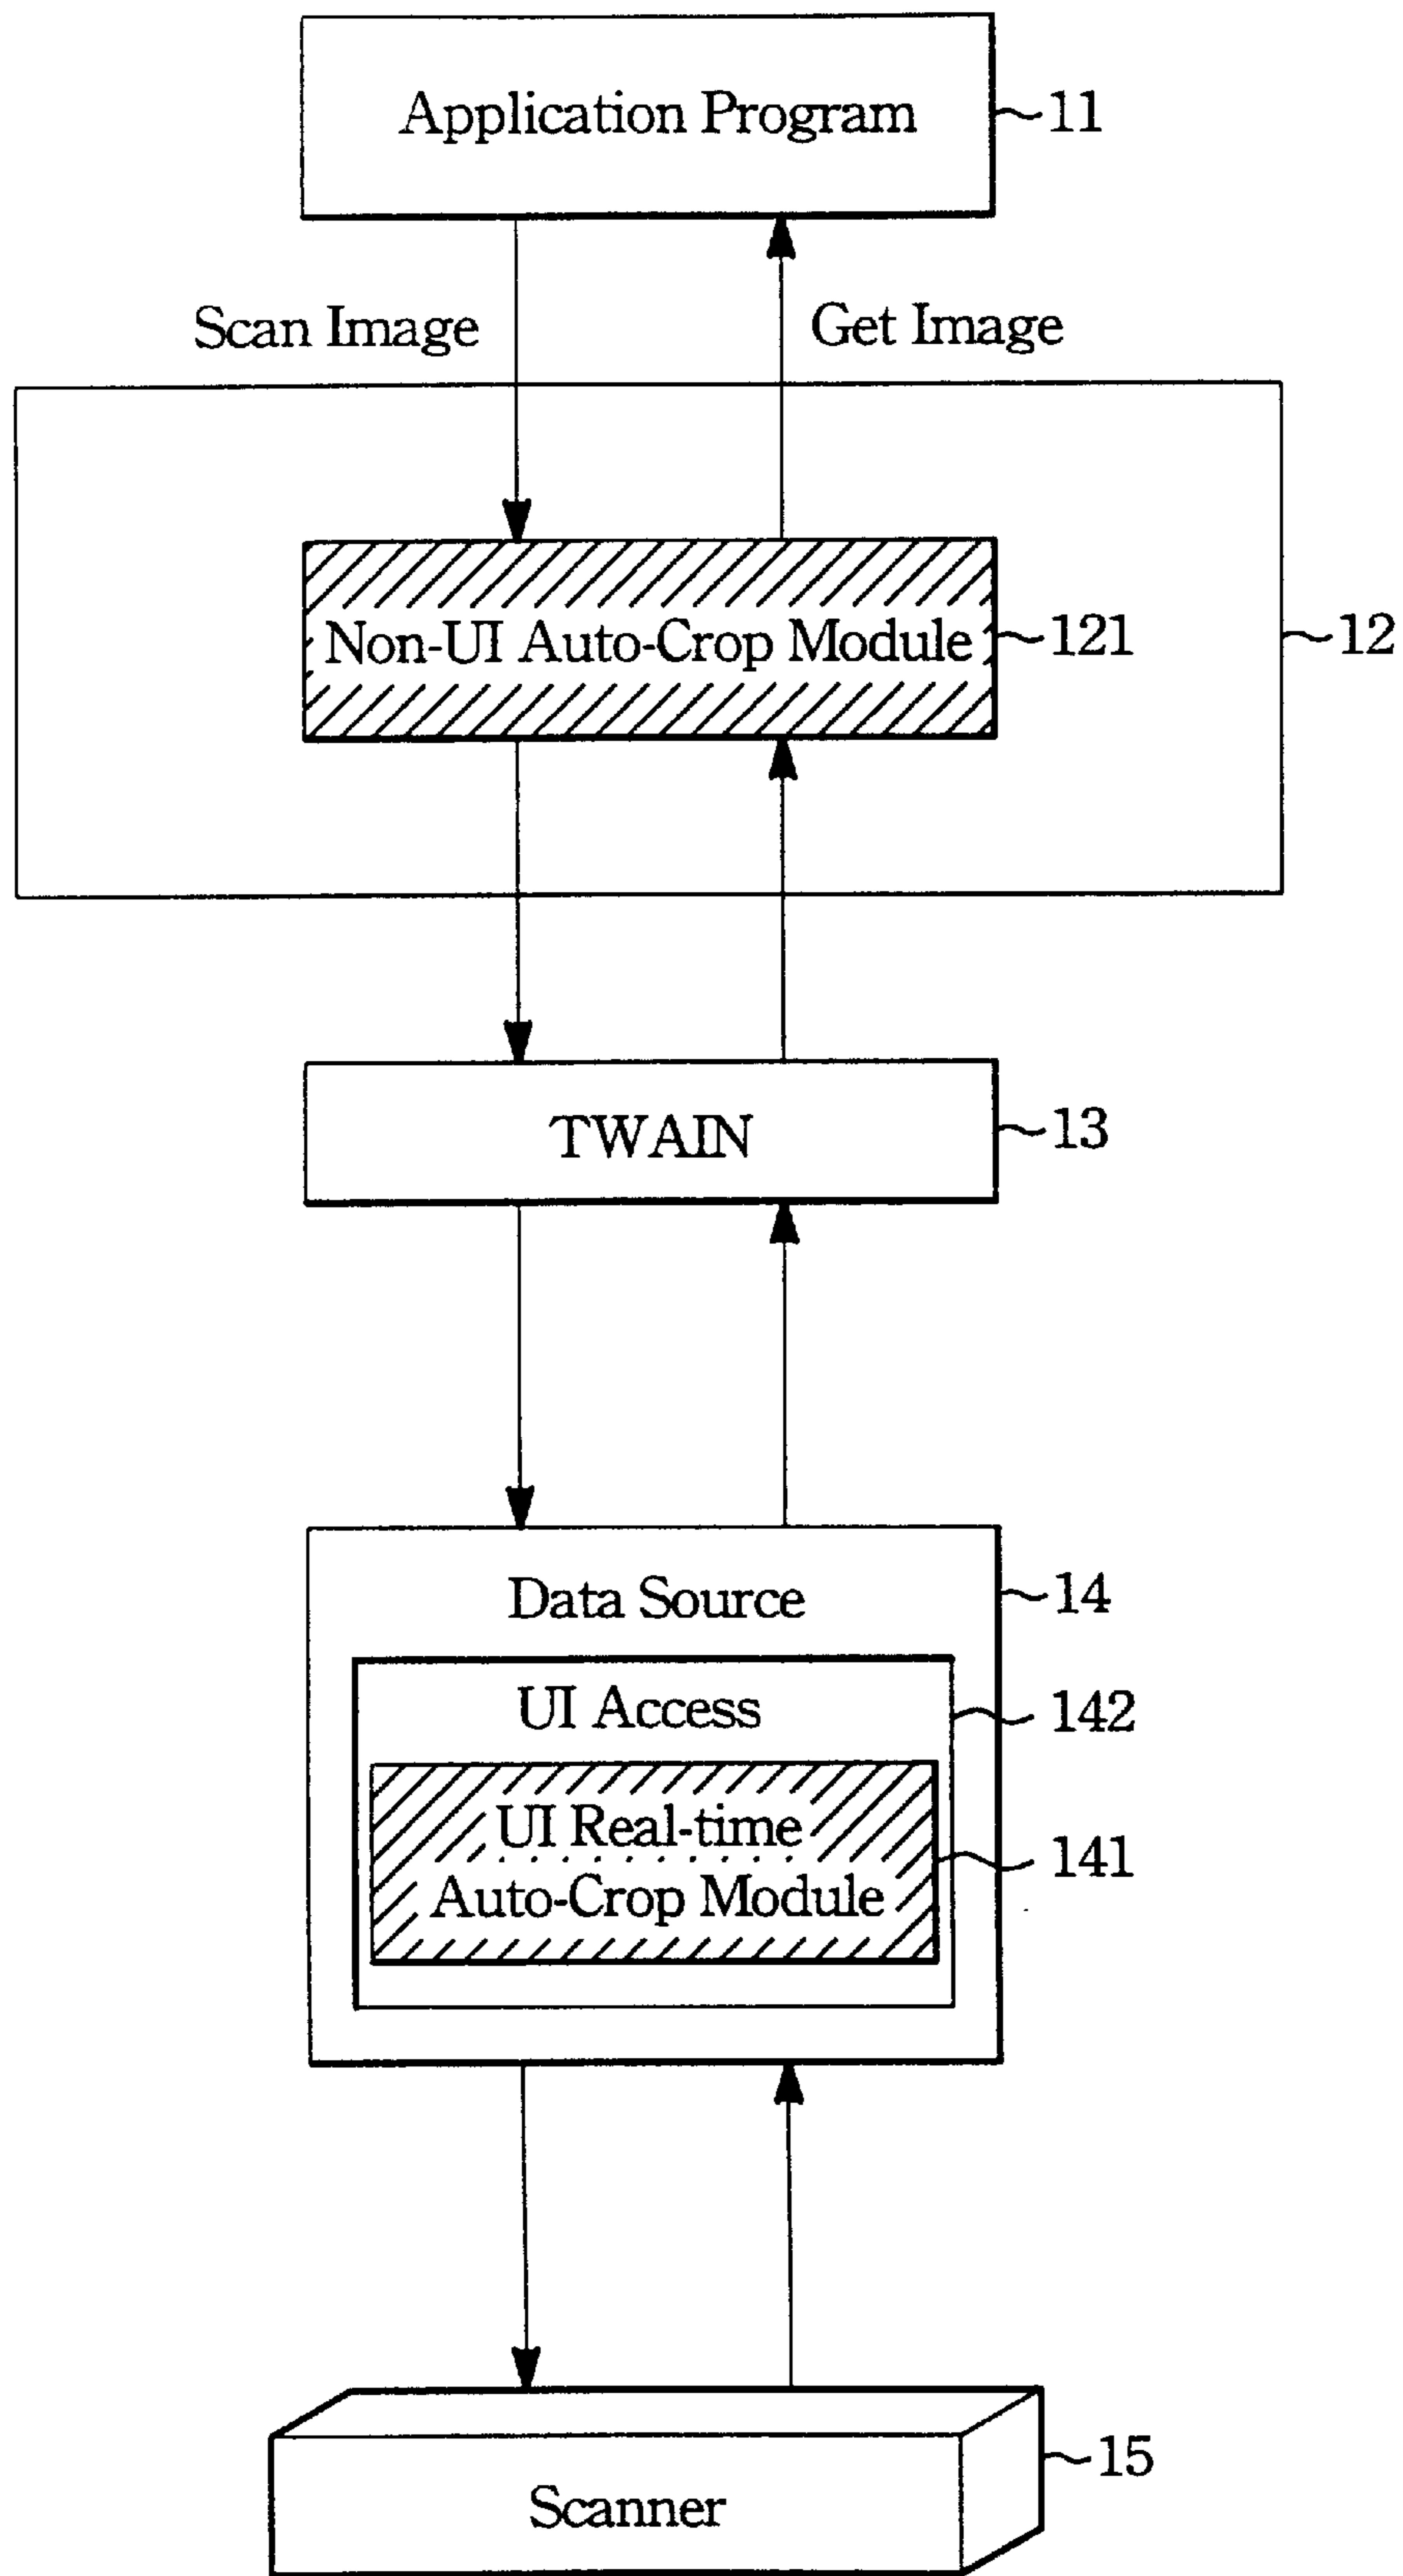 Application Program
11
Scan Image
Get Image
Non-UI Auto-Crop Module
121
12
TWAIN
13
Data Source
14
UI Access
142
UI Real-time
Auto-Crop Module
141
Scanner
15